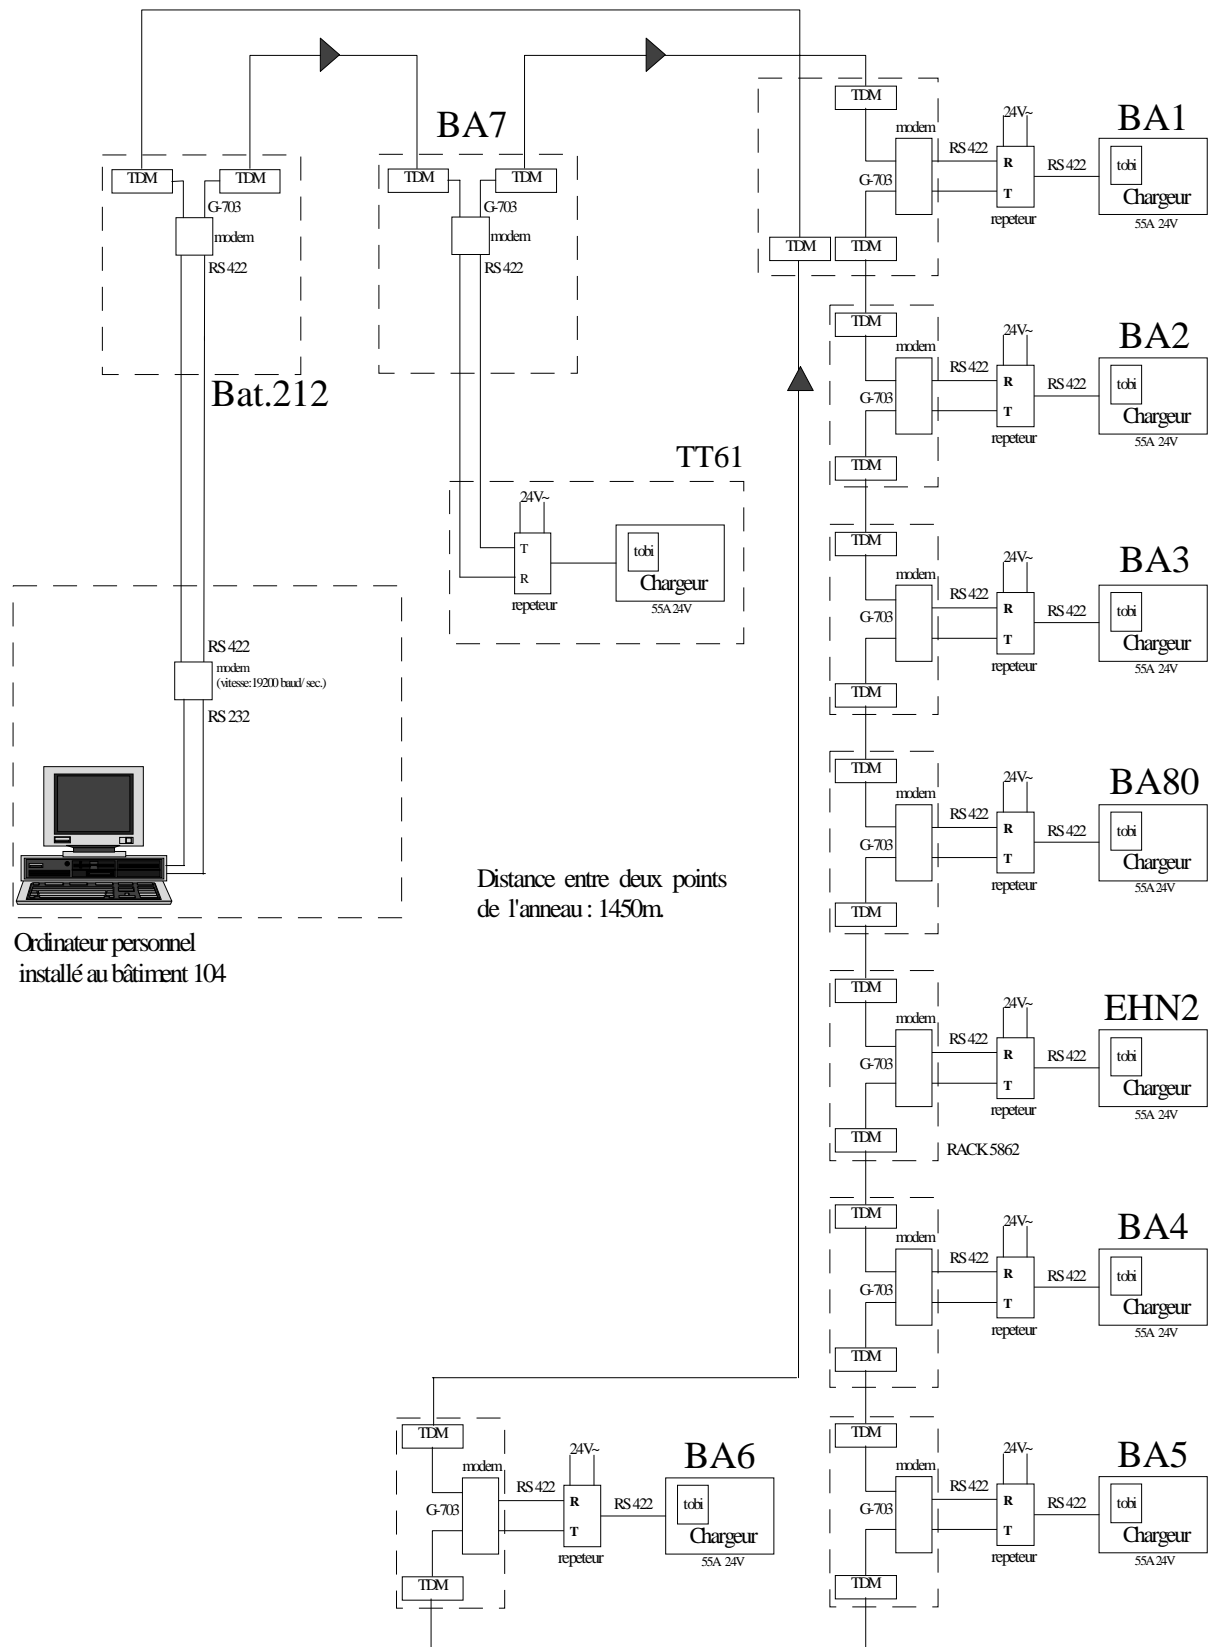 BA7
TDM
TDM
G-703
modem
RS 422
Bat.212
TDM
TDM
G-703
modem
RS 422
TT61
24V~
T
R
repeteur
tobi
Chargeur
55A 24V
RS 422
modem
(vitesse:19200 baud/ sec.)
RS 232
Ordinateur personnel
installé au bâtiment 104
Distance entre deux points
de l'anneau : 1450m.
TDM
TDM
TDM
modem
G-703
RS 422
24V~
R
T
repeteur
RS 422
BA1
tobi
Chargeur
55A 24V
TDM
modem
G-703
TDM
RS 422
24V~
R
T
repeteur
RS 422
BA2
tobi
Chargeur
55A 24V
TDM
modem
G-703
TDM
RS 422
24V~
R
T
repeteur
RS 422
BA3
tobi
Chargeur
55A 24V
TDM
modem
G-703
TDM
RS 422
24V~
R
T
repeteur
RS 422
BA80
tobi
Chargeur
55A 24V
TDM
modem
G-703
TDM
RS 422
24V~
R
T
repeteur
RS 422
EHN2
tobi
Chargeur
55A 24V
RACK 5862
TDM
modem
G-703
TDM
RS 422
24V~
R
T
repeteur
RS 422
BA4
tobi
Chargeur
55A 24V
TDM
modem
G-703
TDM
RS 422
24V~
R
T
repeteur
RS 422
BA6
tobi
Chargeur
55A 24V
TDM
modem
G-703
TDM
RS 422
24V~
R
T
repeteur
RS 422
BA5
tobi
Chargeur
55A 24V